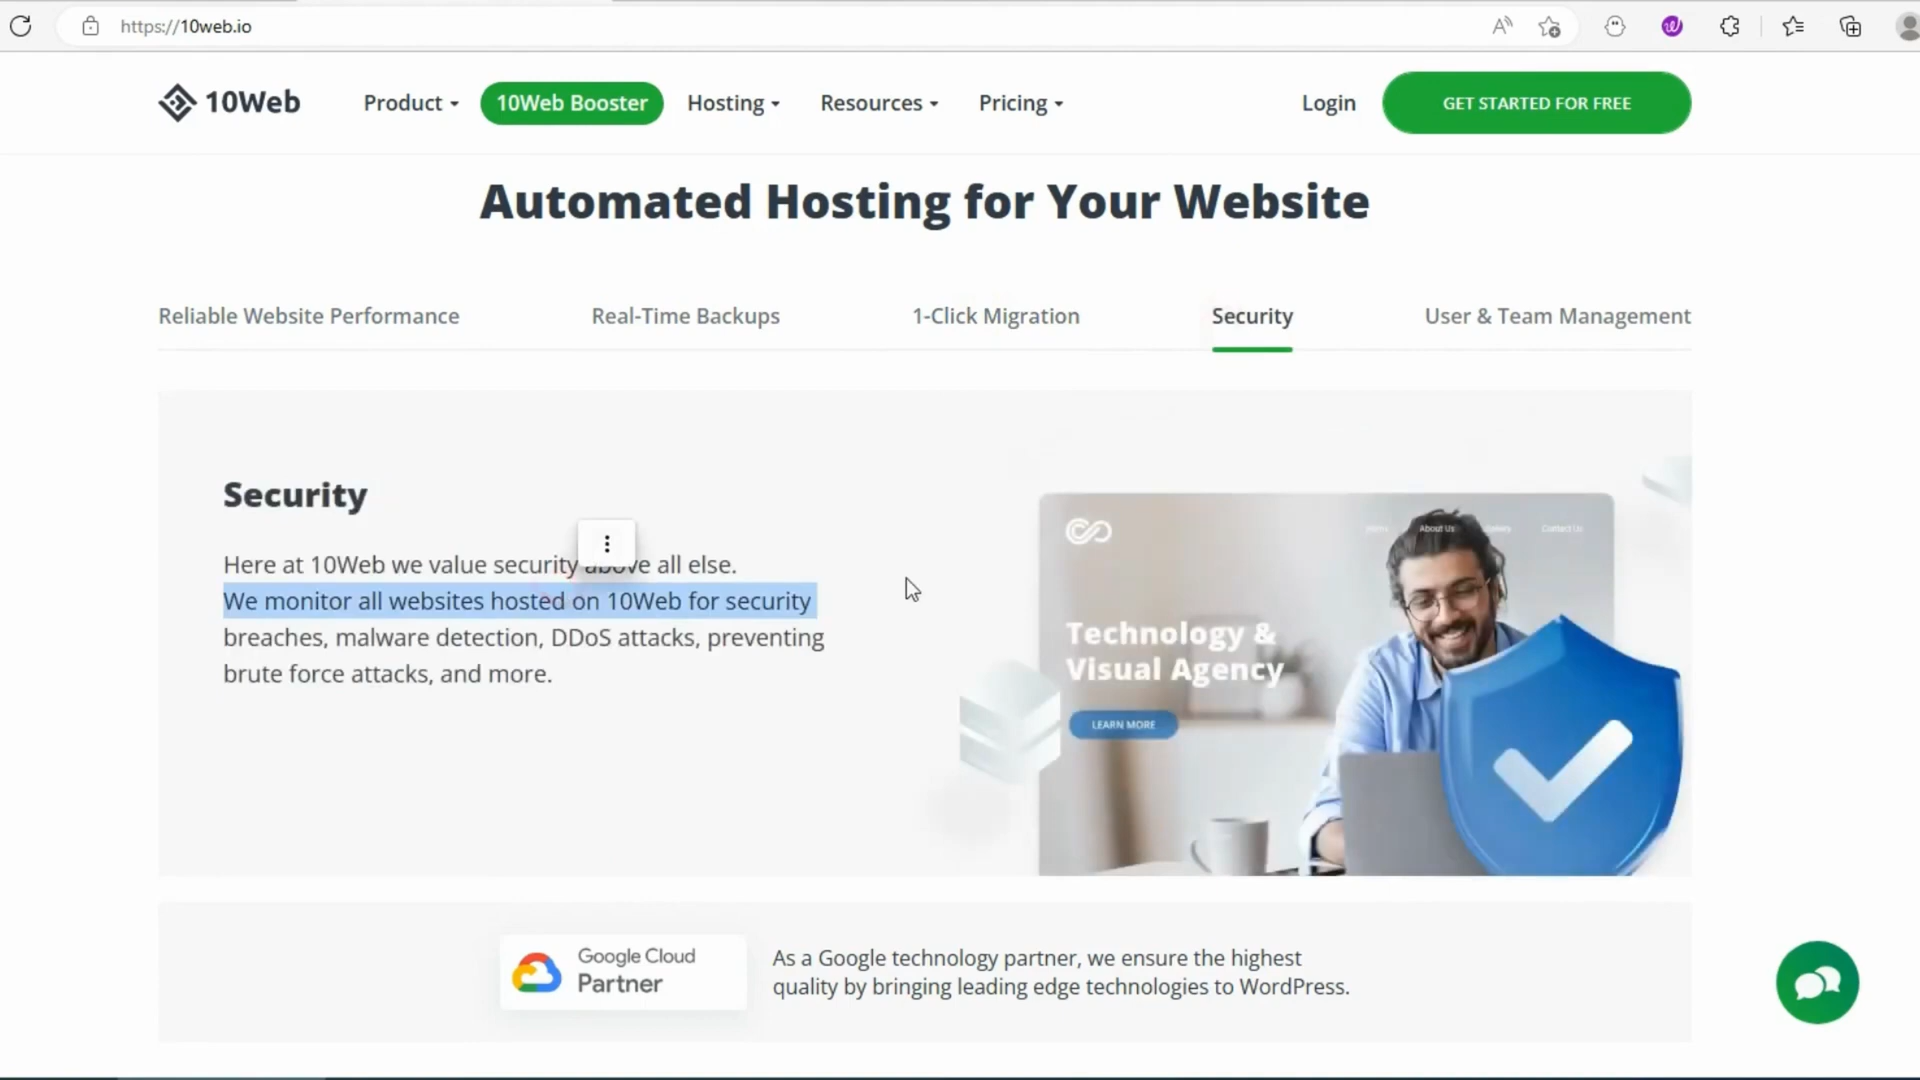 https://10web.io
10Web
Product
10Web Booster
Hosting
Resources
Pricing
Login
GET STARTED FOR FREE
Automated Hosting for Your Website
Reliable Website Performance
Real-Time Backups
1-Click Migration
Security
User & Team Management
Security
Here at 10Web we value security above all else.
We monitor all websites hosted on 10Web for security
breaches, malware detection, DDoS attacks, preventing
brute force attacks, and more.
About Us
Contact Us
Technology &
Visual Agency
LEARN MORE
Google Cloud
Partner
As a Google technology partner, we ensure the highest
quality by bringing leading edge technologies to WordPress.